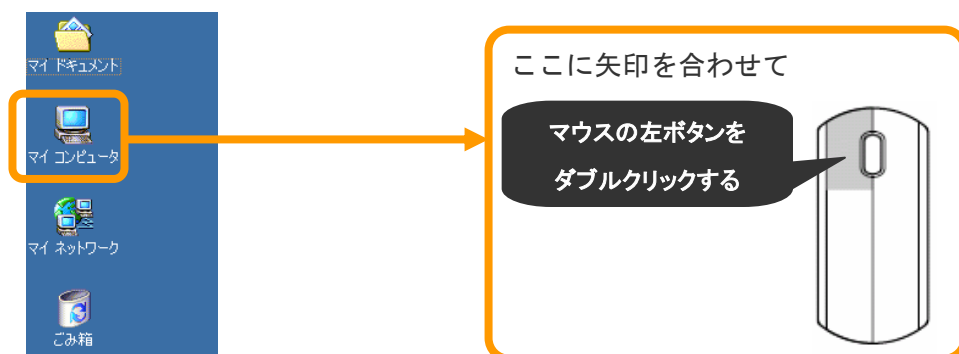 マイ ドキュメント
マイ コンピュータ
マイ ネットワーク
ごみ箱
ここに矢印を合わせて
マウスの左ボタンを
ダブルクリックする